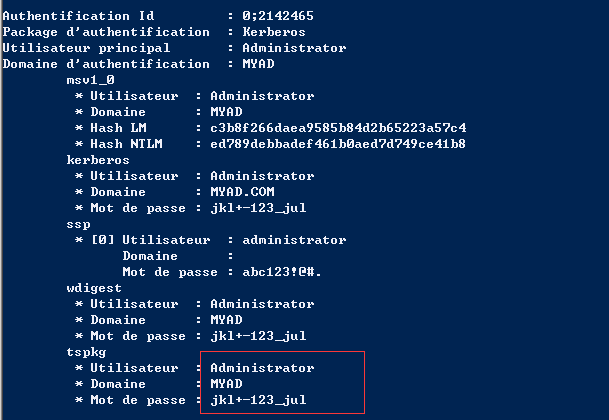 Authentification Id         : 0;2142465
Package d'authentification  : Kerberos
Utilisateur principal       : Administrator
Domaine d'authentification  : MYAD
        msv1_0
         * Utilisateur  : Administrator
         * Domaine      : MYAD
         * Hash LM      : c3b8f266daea9585b84d2b65223a57c4
         * Hash NTLM    : ed789debbadef461b0aed7d749ce41b8
        kerberos
         * Utilisateur  : Administrator
         * Domaine      : MYAD.COM
         * Mot de passe : jkl+-123_jul
        ssp
         * [0] Utilisateur  : administrator
               Domaine      :
               Mot de passe : abc123!@#.
        wdigest
         * Utilisateur  : Administrator
         * Domaine      : MYAD
         * Mot de passe : jkl+-123_jul
        tspkg
         * Utilisateur  : Administrator
         * Domaine      : MYAD
         * Mot de passe : jkl+-123_jul